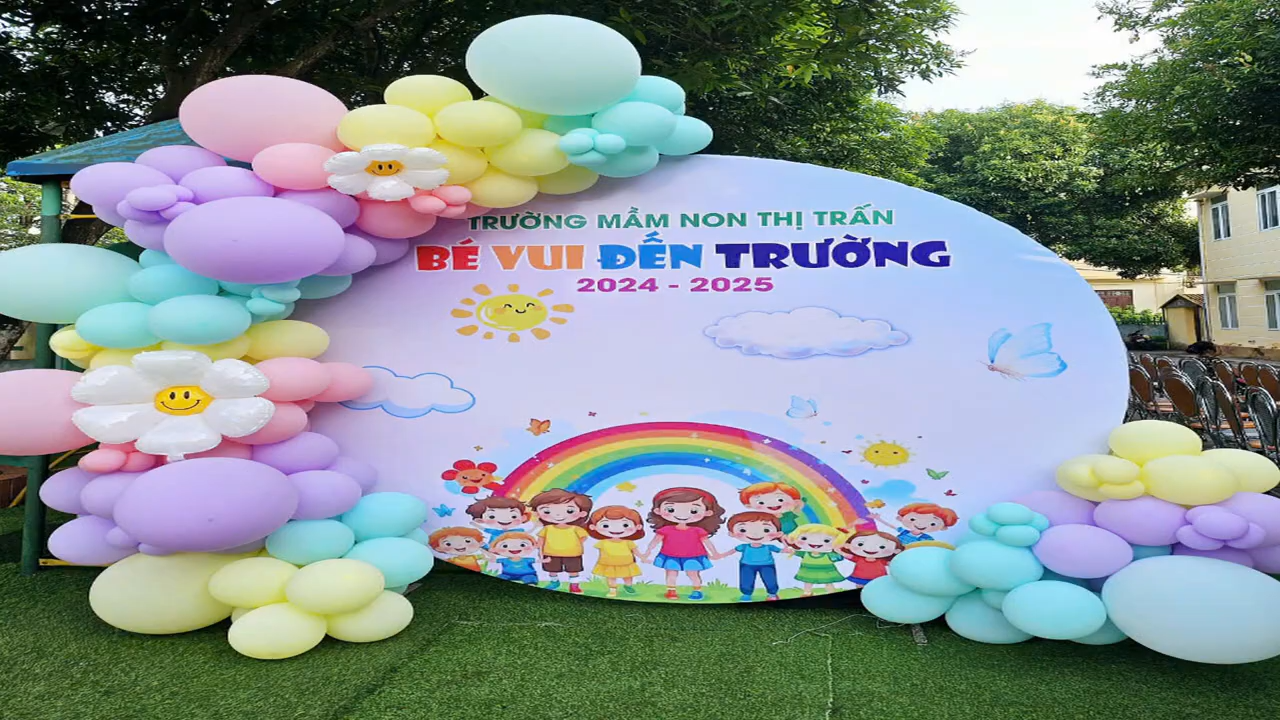 TRƯỜNG MẦM NON THỊ TRẤN
BÉ VUI ĐẾN TRƯỜNG
2024 - 2025